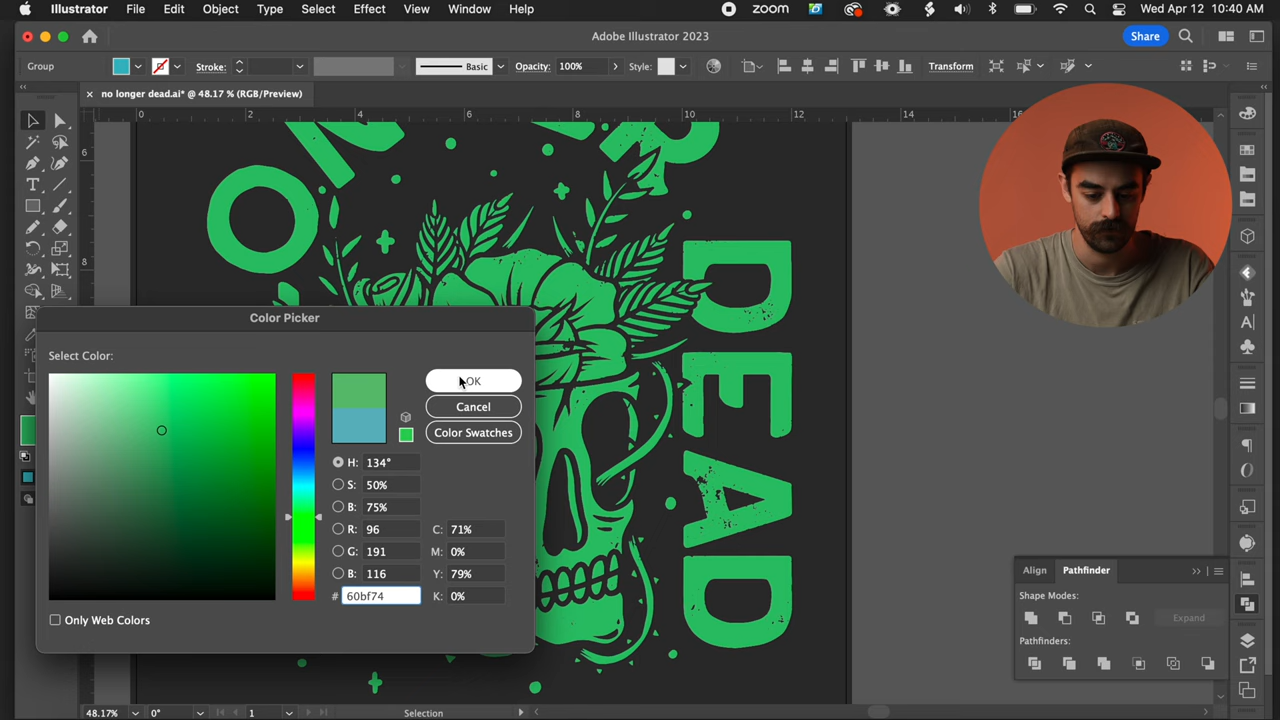 Illustrator File Edit Object Type Select Effect View Window Help zoom Wed Apr 12 10:40 AM
Adobe Illustrator 2023 Share
Group Stroke: Basic Opacity: 100% Style: Transform
× no longer dead.ai* @ 48.17 % (RGB/Preview)
0 2 4 6 8 10 12 14 16
6
8
DEAD
Color Picker
Select Color:
OK
Cancel
Color Swatches
H: 134°
S: 50%
B: 75%
R: 96 C: 71%
G: 191 M: 0%
B: 116 Y: 79%
# 60bf74 K: 0%
Only Web Colors
Align Pathfinder
Shape Modes:
Expand
Pathfinders:
48.17% 0° 1 Selection